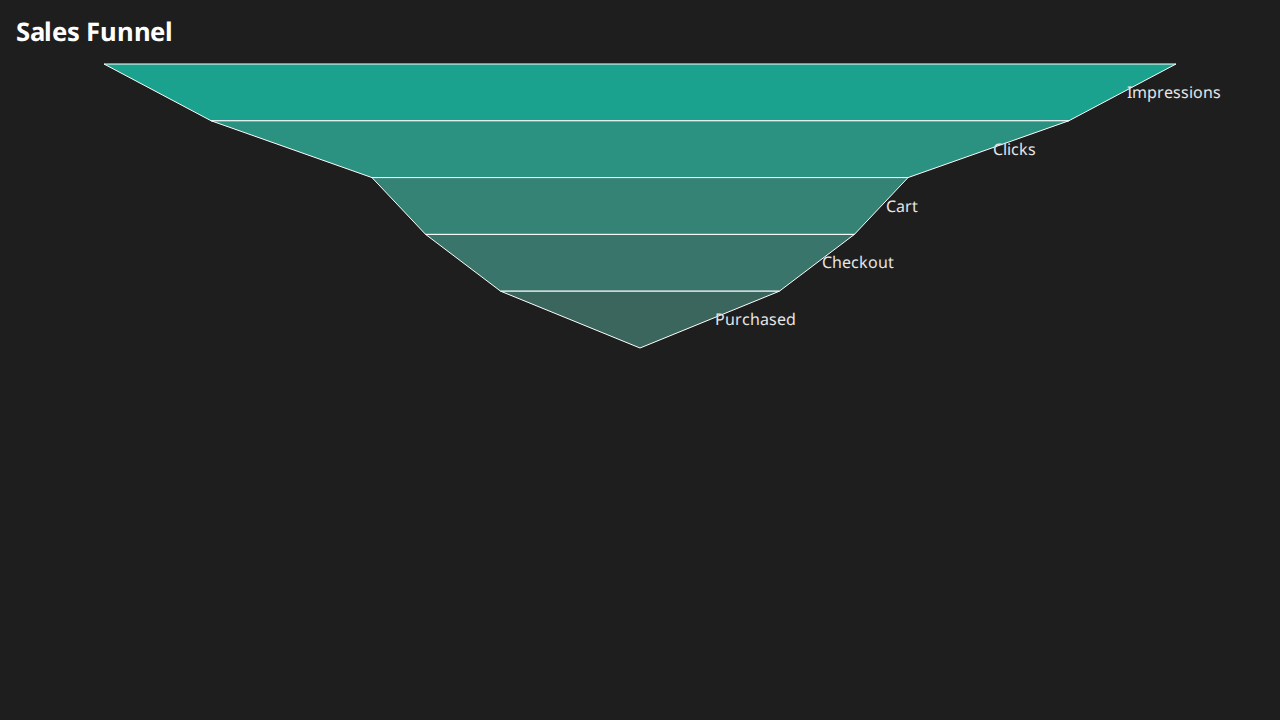 Sales Funnel
Impressions
Clicks
Cart
Checkout
Purchased